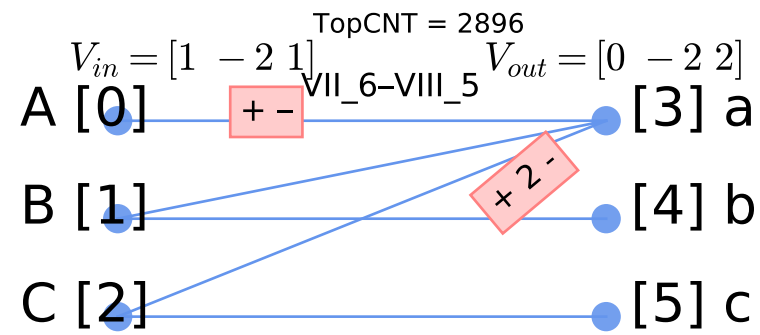 TopCNT = 2896
V_in = [1 −2 1]
V_out = [0 −2 2]
VII_6–VIII_5
A [0]
+ –
[3] a
+ 2 -
B [1]
[4] b
C [2]
[5] c